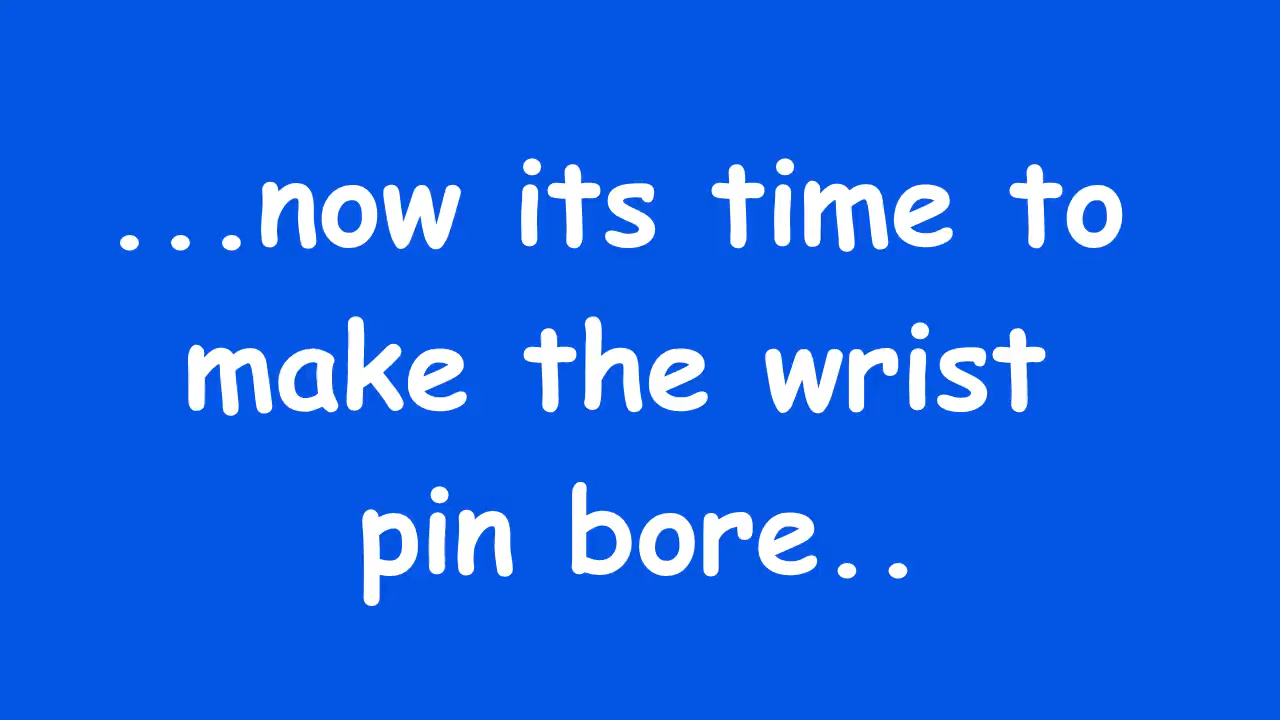 ...now its time to
make the wrist
pin bore..